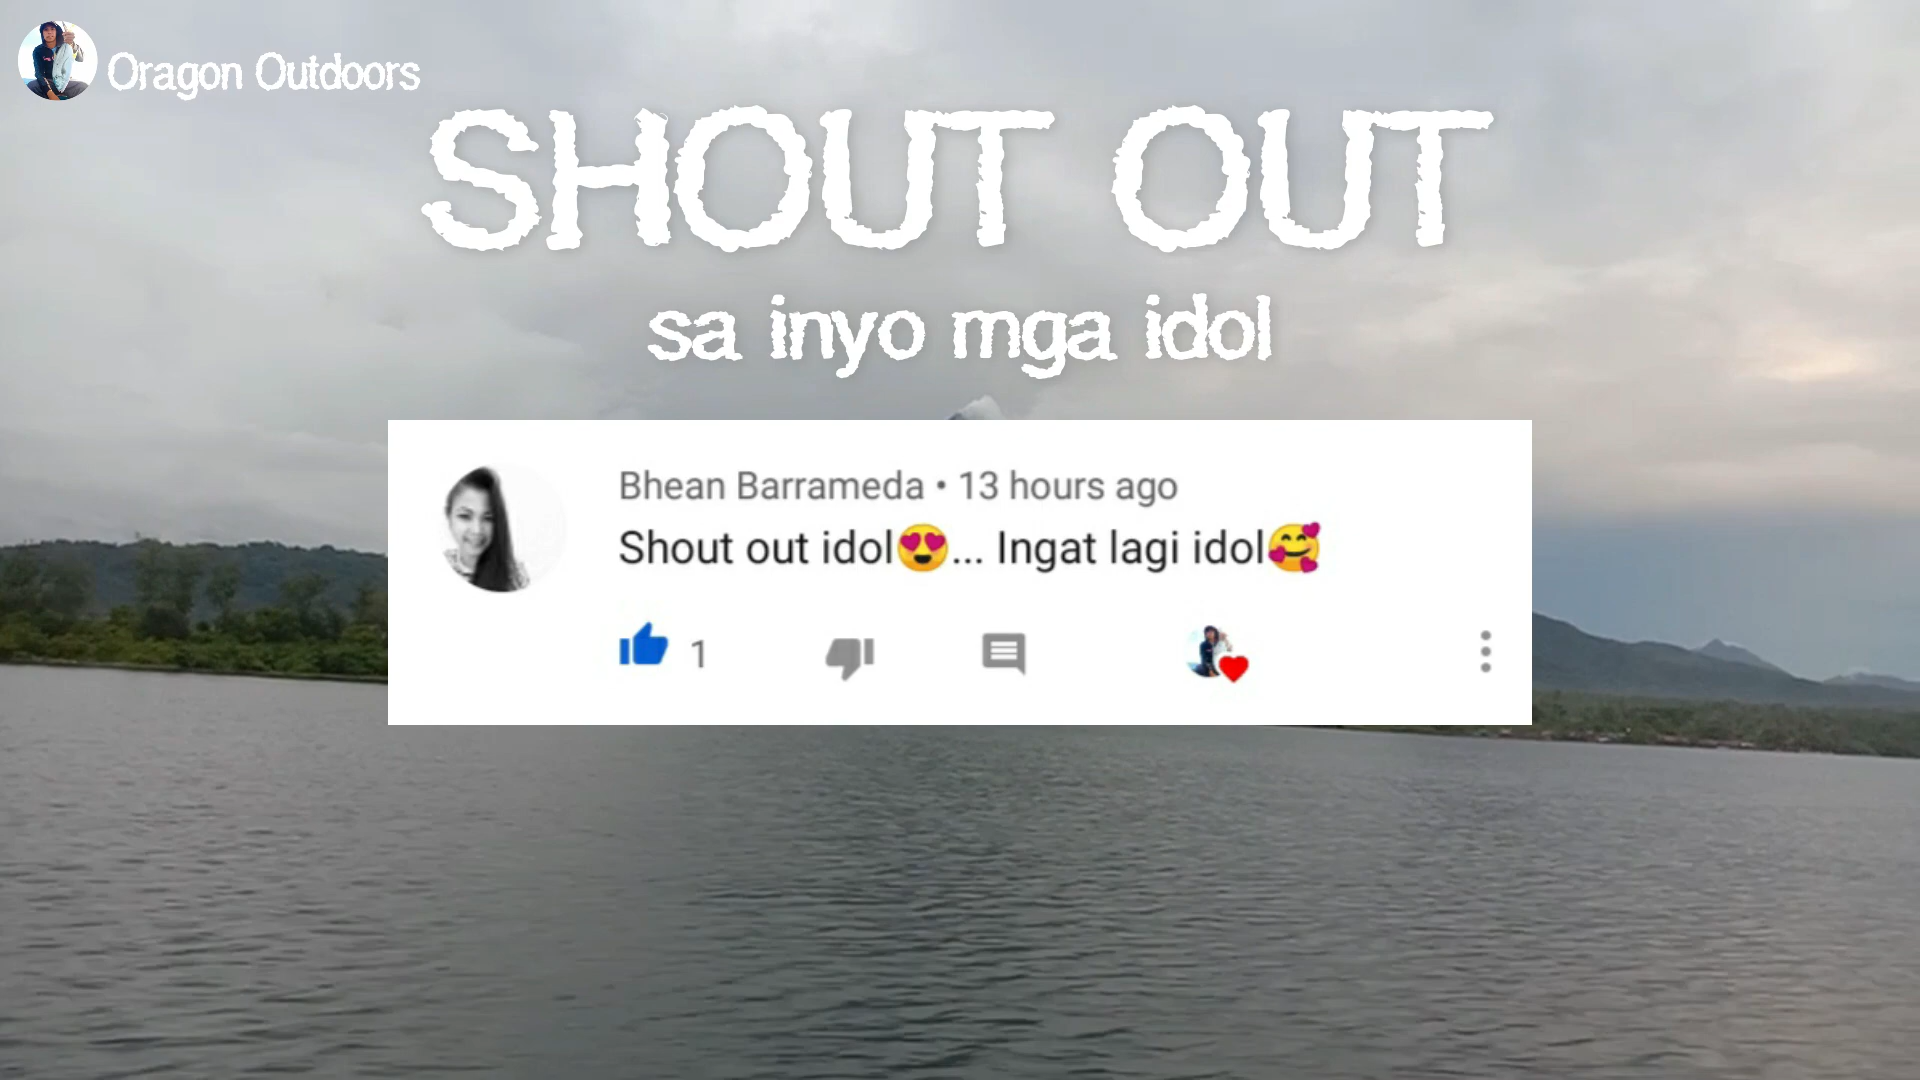 Oragon Outdoors
SHOUT OUT
sa inyo mga idol
Bhean Barrameda • 13 hours ago
Shout out idol😍... Ingat lagi idol🥰
1